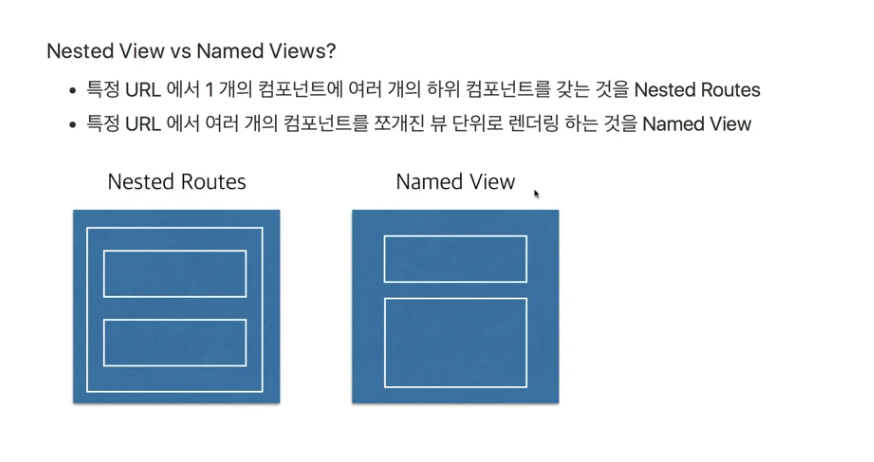 Nested View vs Named Views?
• 특정 URL 에서 1 개의 컴포넌트에 여러 개의 하위 컴포넌트를 갖는 것을 Nested Routes
• 특정 URL 에서 여러 개의 컴포넌트를 쪼개진 뷰 단위로 렌더링 하는 것을 Named View
Nested Routes
Named View